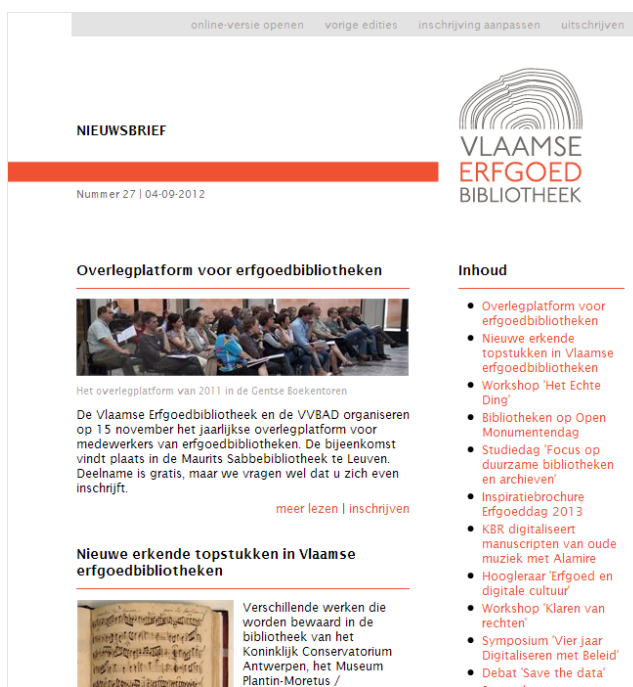 online-versie openen vorige edities inschrijving aanpassen uitschrijven
NIEUWSBRIEF
VLAAMSE
ERFGOED
BIBLIOTHEEK
Nummer 27 | 04-09-2012
Overlegplatform voor erfgoedbibliotheken
Het overlegplatform van 2011 in de Gentse Boekentoren
De Vlaamse Erfgoedbibliotheek en de VVBAD organiseren
op 15 november het jaarlijkse overlegplatform voor
medewerkers van erfgoedbibliotheken. De bijeenkomst
vindt plaats in de Maurits Sabbebibliotheek te Leuven.
Deelname is gratis, maar we vragen wel dat u zich even
inschrijft.
meer lezen | inschrijven
Nieuwe erkende topstukken in Vlaamse
erfgoedbibliotheken
Verschillende werken die
worden bewaard in de
bibliotheek van het
Koninklijk Conservatorium
Antwerpen, het Museum
Plantin-Moretus /
Inhoud
Overlegplatform voor
erfgoedbibliotheken
Nieuwe erkende
topstukken in Vlaamse
erfgoedbibliotheken
Workshop 'Het Echte
Ding'
Bibliotheken op Open
Monumentendag
Studiedag 'Focus op
duurzame bibliotheken
en archieven'
Inspiratiebrochure
Erfgoeddag 2013
KBR digitaliseert
manuscripten van oude
muziek met Alamire
Hoogleraar 'Erfgoed en
digitale cultuur'
Workshop 'Klaren van
rechten'
Symposium 'Vier jaar
Digitaliseren met Beleid'
Debat 'Save the data'